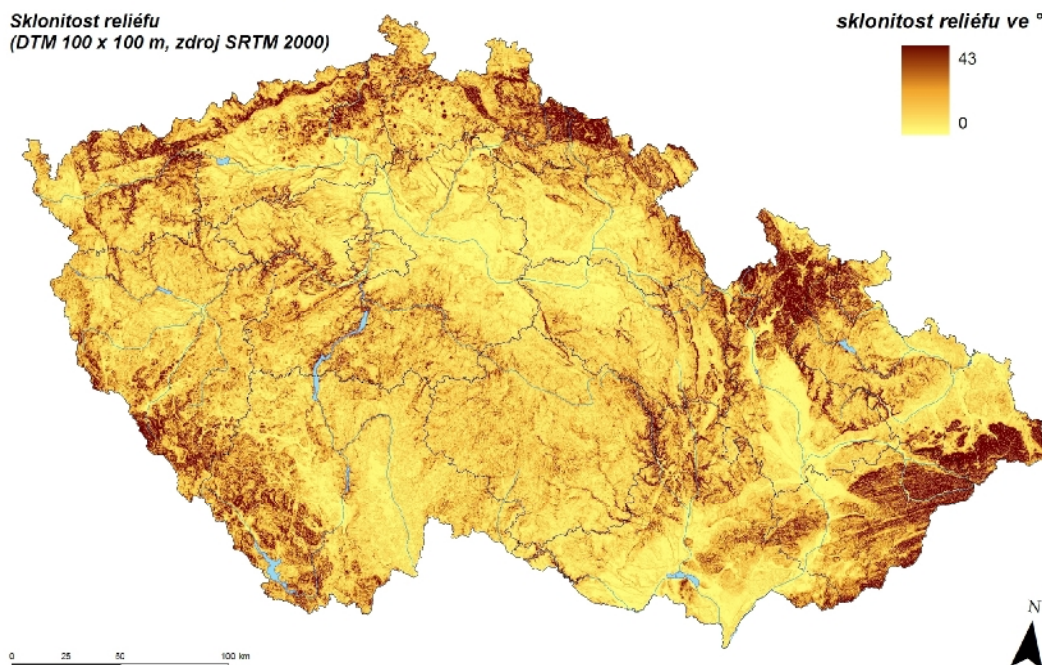 Sklonitost reliéfu
(DTM 100 x 100 m, zdroj SRTM 2000)
sklonitost reliéfu ve °
43
0
N
0 25 50 100 km